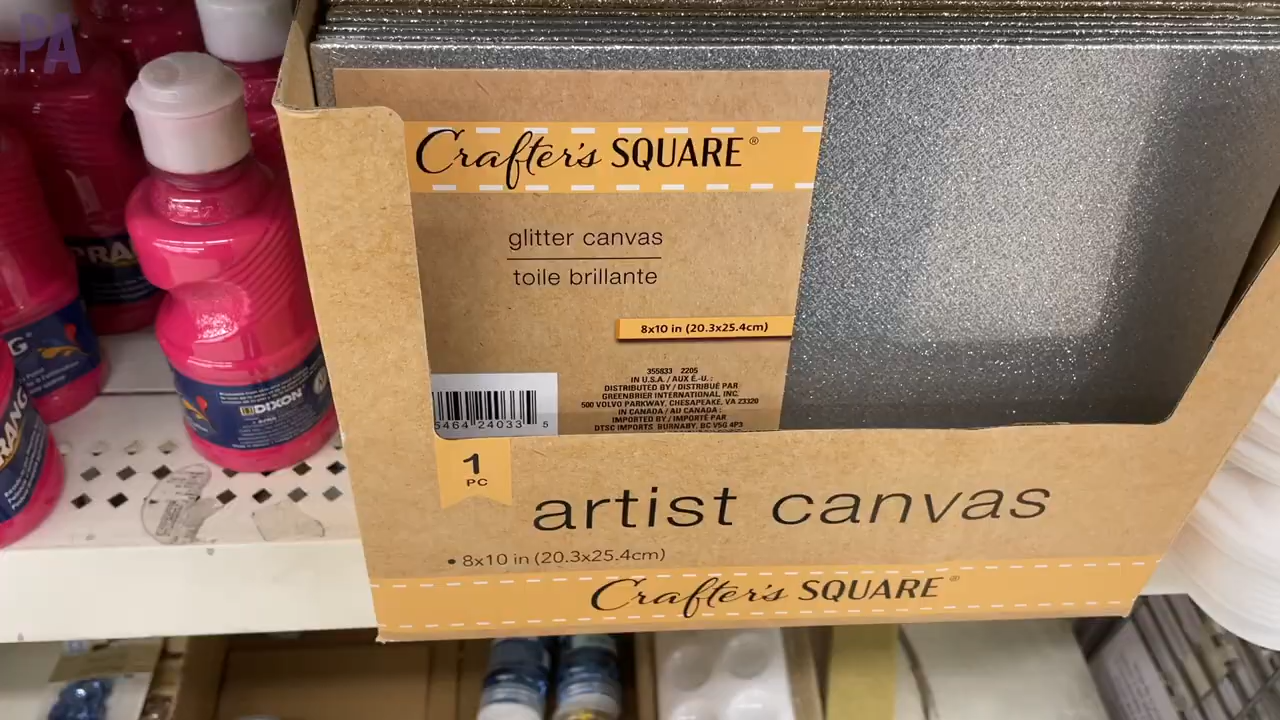 PA
Crafter's SQUARE®
glitter canvas
toile brillante
8x10 in (20.3x25.4cm)
355833 2205
IN U.S.A. / AUX É.-U. :
DISTRIBUTED BY / DISTRIBUÉ PAR
GREENBRIER INTERNATIONAL, INC.
500 VOLVO PARKWAY, CHESAPEAKE, VA 23320
IN CANADA / AU CANADA :
IMPORTED BY / IMPORTÉ PAR
DTSC IMPORTS BURNABY, BC V5G 4P3
5464 24033 5
1
PC
artist canvas
• 8x10 in (20.3x25.4cm)
Crafter's SQUARE®
DIXON